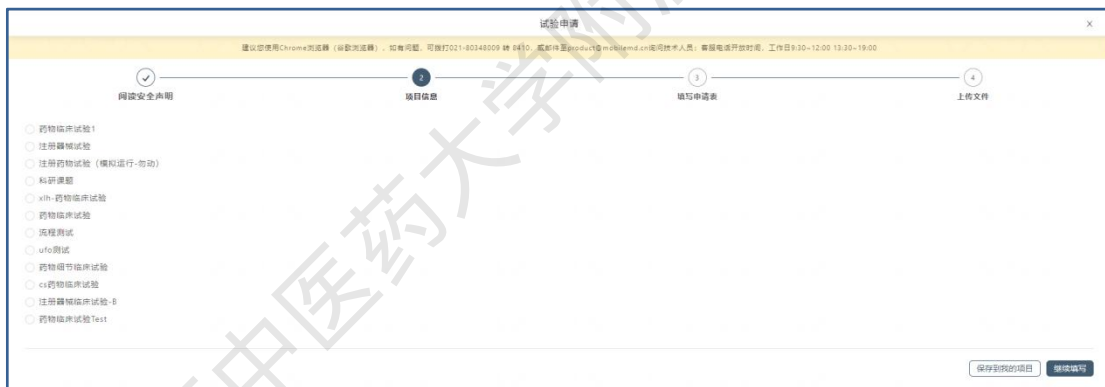 试验申请 ×
建议您使用Chrome浏览器（谷歌浏览器），如有问题，可拨打021-80348009 转 8410，或邮件至product@mobilemd.cn询问技术人员；客服电话开放时间，工作日9:30~12:00 13:30~19:00
2 3 4
阅读安全声明 项目信息 填写申请表 上传文件
药物临床试验1
注册器械试验
注册药物试验（模拟运行-勿动）
科研课题
xlh-药物临床试验
药物临床试验
流程测试
ufo测试
药物细节临床试验
cs药物临床试验
注册器械临床试验-B
药物临床试验Test
保存到我的项目 继续填写
中医药大学附